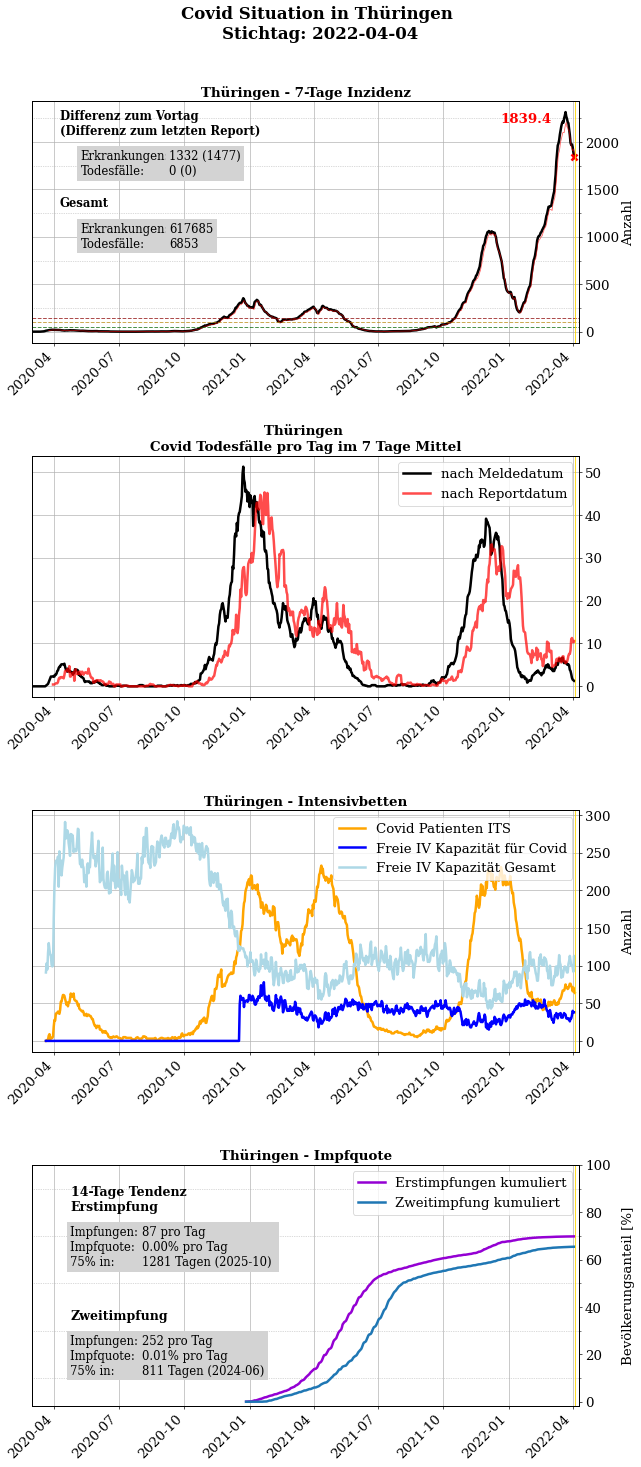 Covid Situation in Thüringen
Stichtag: 2022-04-04
Thüringen - 7-Tage Inzidenz
Differenz zum Vortag
(Differenz zum letzten Report)
Erkrankungen 1332 (1477)
Todesfälle: 0 (0)
Gesamt
Erkrankungen 617685
Todesfälle: 6853
1839.4
2000
1500
1000
500
0
Anzahl
2020-04
2020-07
2020-10
2021-01
2021-04
2021-07
2021-10
2022-01
2022-04
Thüringen
Covid Todesfälle pro Tag im 7 Tage Mittel
nach Meldedatum
nach Reportdatum
50
40
30
20
10
0
2020-04
2020-07
2020-10
2021-01
2021-04
2021-07
2021-10
2022-01
2022-04
Thüringen - Intensivbetten
Covid Patienten ITS
Freie IV Kapazität für Covid
Freie IV Kapazität Gesamt
300
250
200
150
100
50
0
Anzahl
2020-04
2020-07
2020-10
2021-01
2021-04
2021-07
2021-10
2022-01
2022-04
Thüringen - Impfquote
14-Tage Tendenz
Erstimpfung
Impfungen: 87 pro Tag
Impfquote: 0.00% pro Tag
75% in: 1281 Tagen (2025-10)
Zweitimpfung
Impfungen: 252 pro Tag
Impfquote: 0.01% pro Tag
75% in: 811 Tagen (2024-06)
Erstimpfungen kumuliert
Zweitimpfung kumuliert
100
80
60
40
20
0
Bevölkerungsanteil [%]
2020-04
2020-07
2020-10
2021-01
2021-04
2021-07
2021-10
2022-01
2022-04